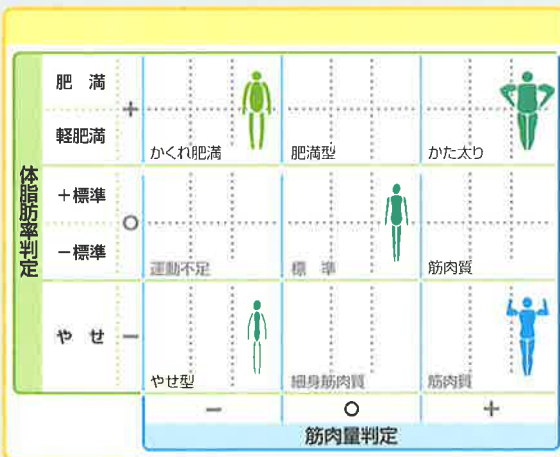 体脂肪率判定
肥 満
軽肥満
+
かくれ肥満
肥満型
かた太り
+標準
−標準
○
運動不足
標 準
筋肉質
や せ
−
やせ型
細身筋肉質
筋肉質
− ○ +
筋肉量判定